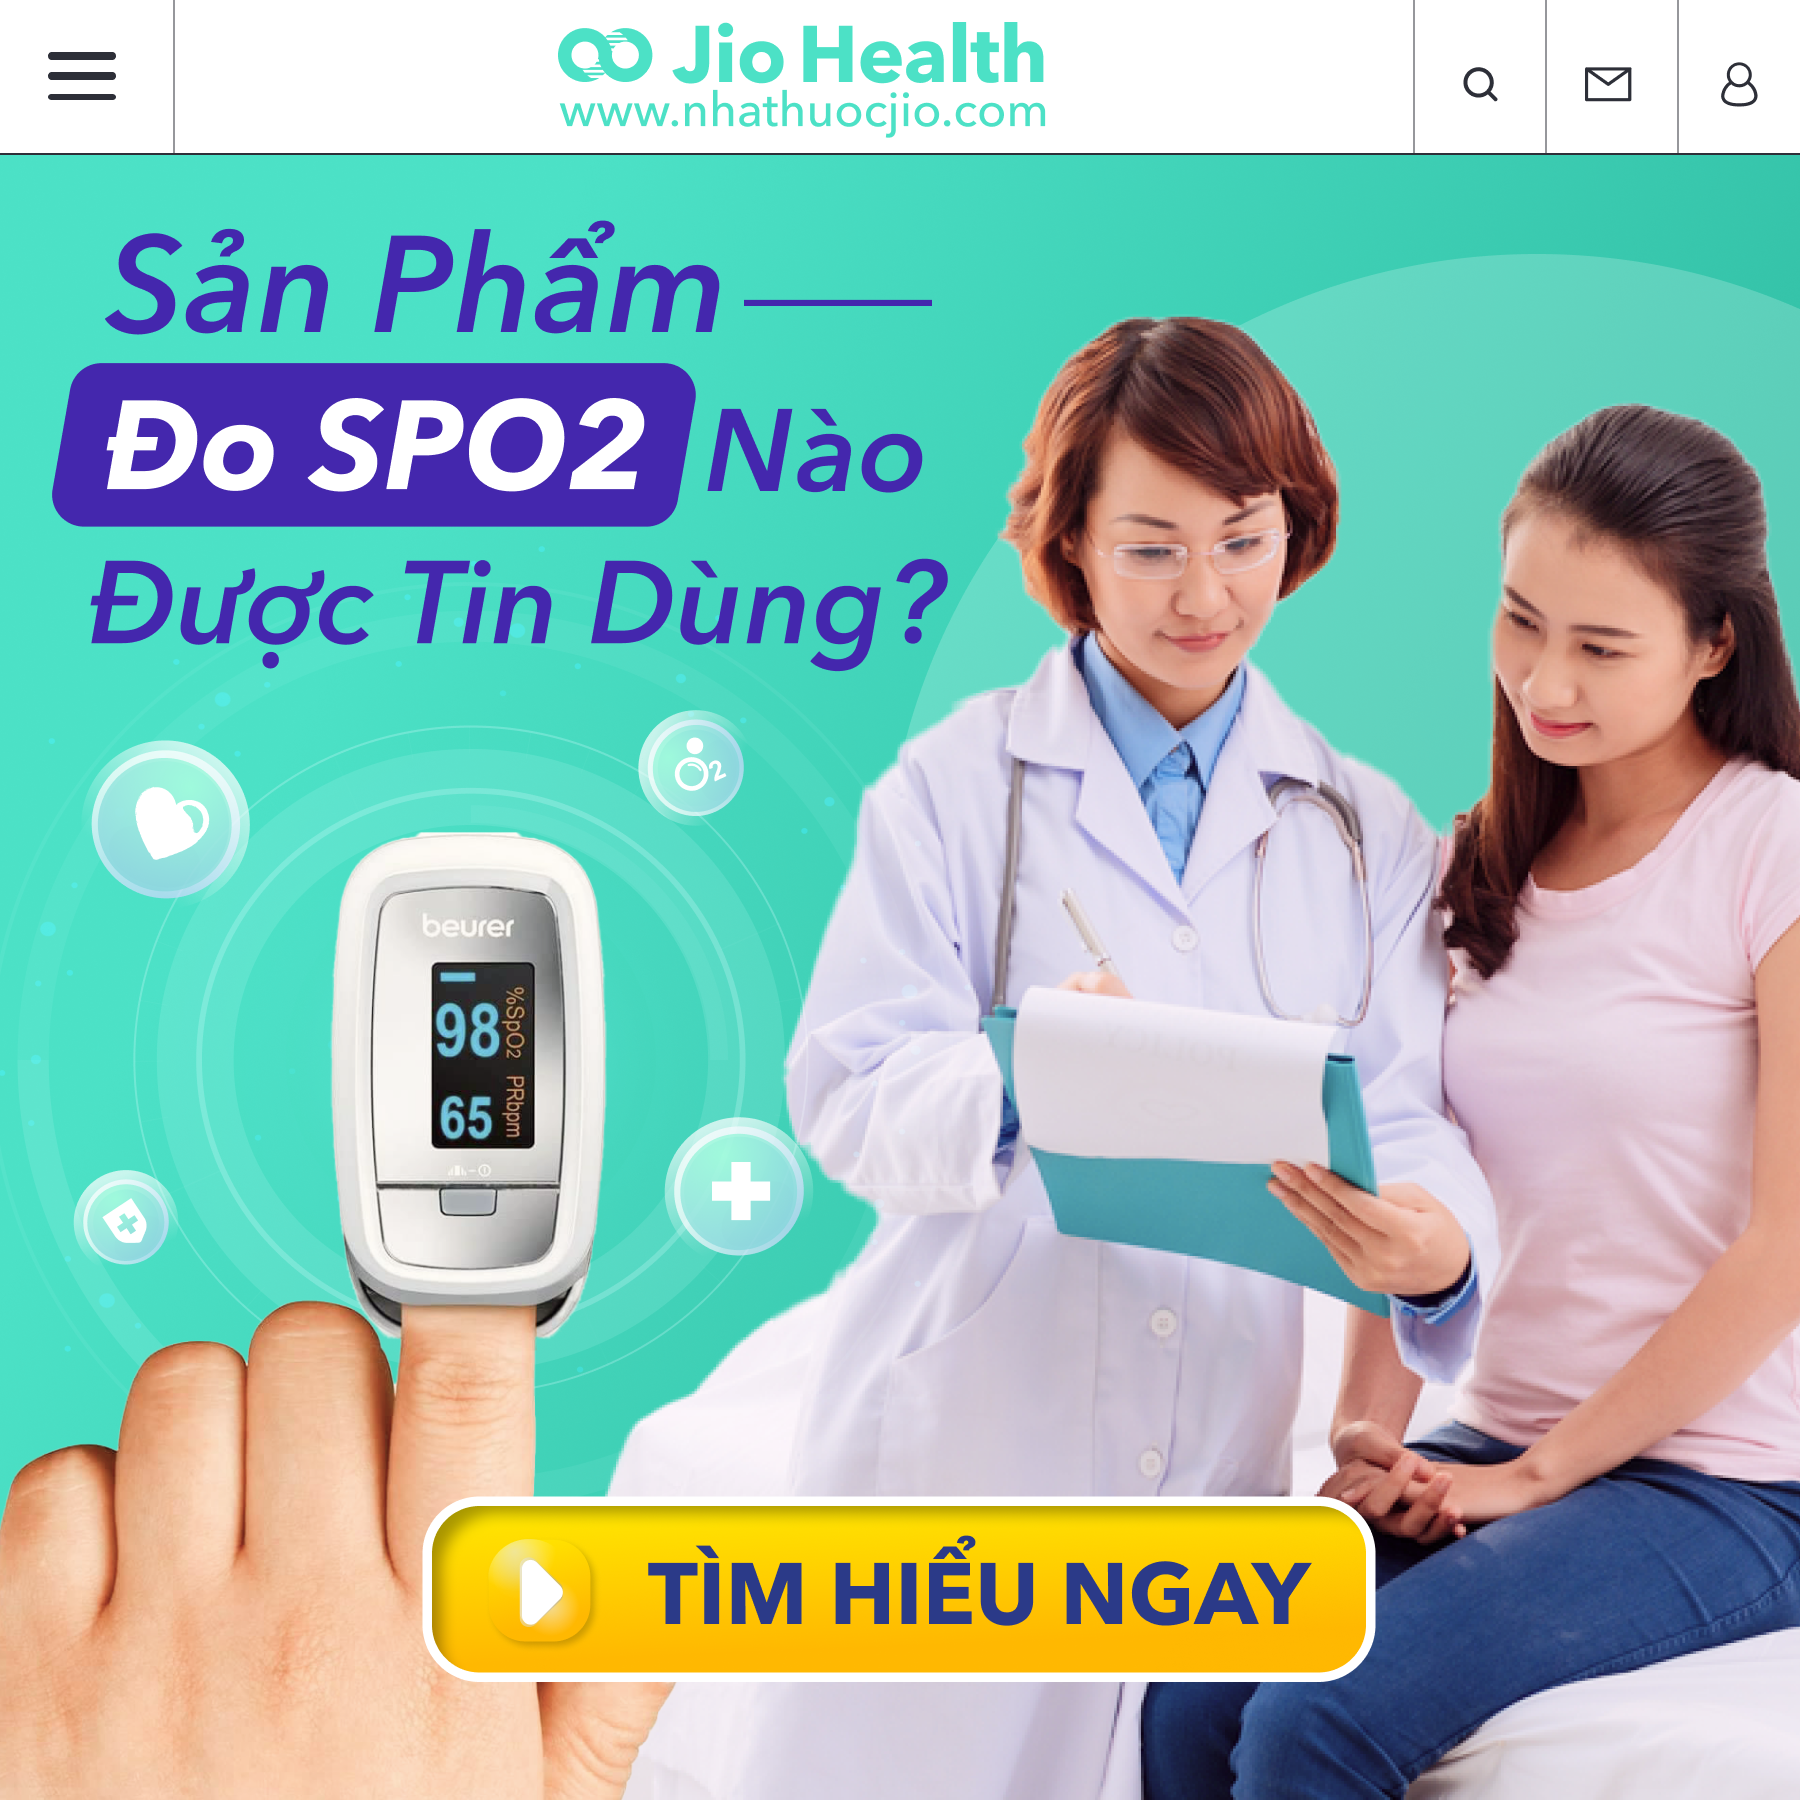 Jio Health
www.nhathuocjio.com
Sản Phẩm
Đo SPO2 Nào
Được Tin Dùng?
2
beurer
98 %SpO2
65 PRbpm
TÌM HIỂU NGAY